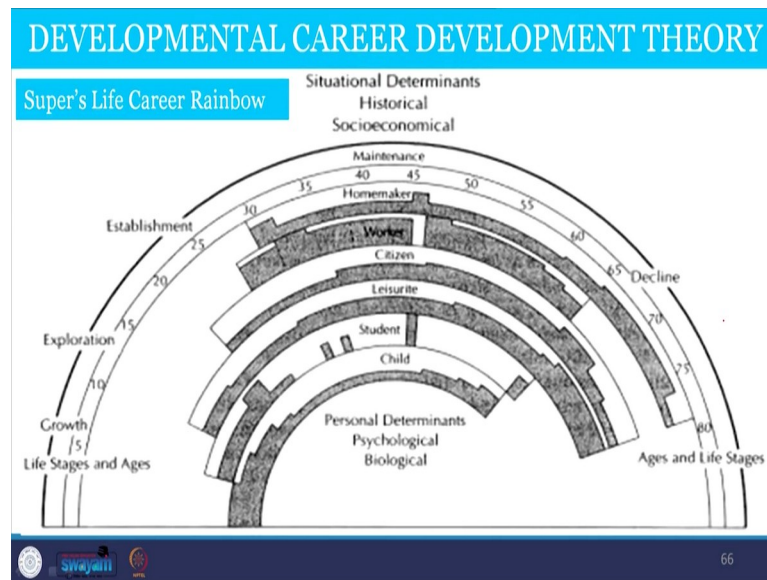 DEVELOPMENTAL CAREER DEVELOPMENT THEORY
Super's Life Career Rainbow
Situational Determinants
Historical
Socioeconomical
Maintenance
40 45
35 50
Homemaker
30 55
Establishment
25 60
Worker
Citizen
20 65
Decline
Leisurite
15 70
Student
Exploration
Child
10 75
Personal Determinants
Growth
80
Psychological
5
Biological
Life Stages and Ages
Ages and Life Stages
swayam
66